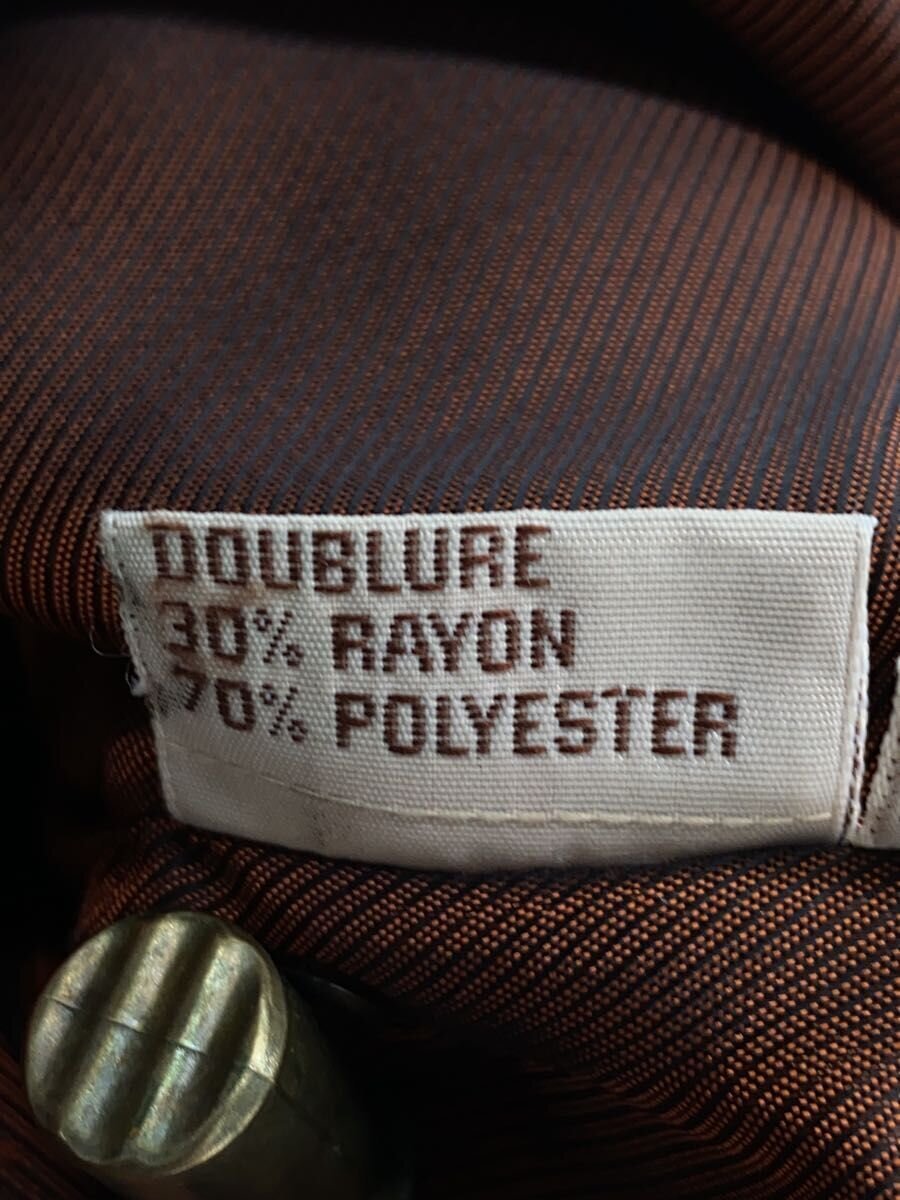 DOUBLURE
30% RAYON
70% POLYESTER